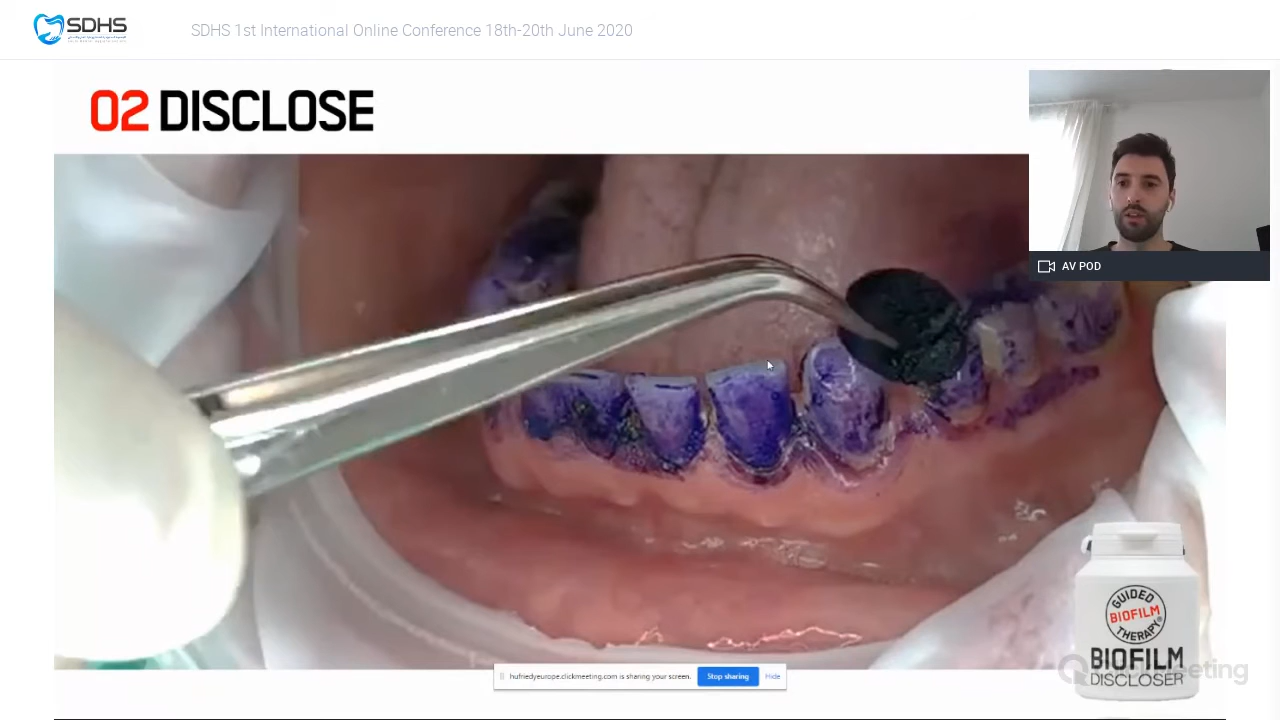 SDHS
SDHS 1st International Online Conference 18th-20th June 2020
02 DISCLOSE
AV POD
GUIDED
BIOFILM
THERAPY
BIOFILM
DISCLOSER
hufriedyeurope.clickmeeting.com is sharing your screen.
Stop sharing
Hide